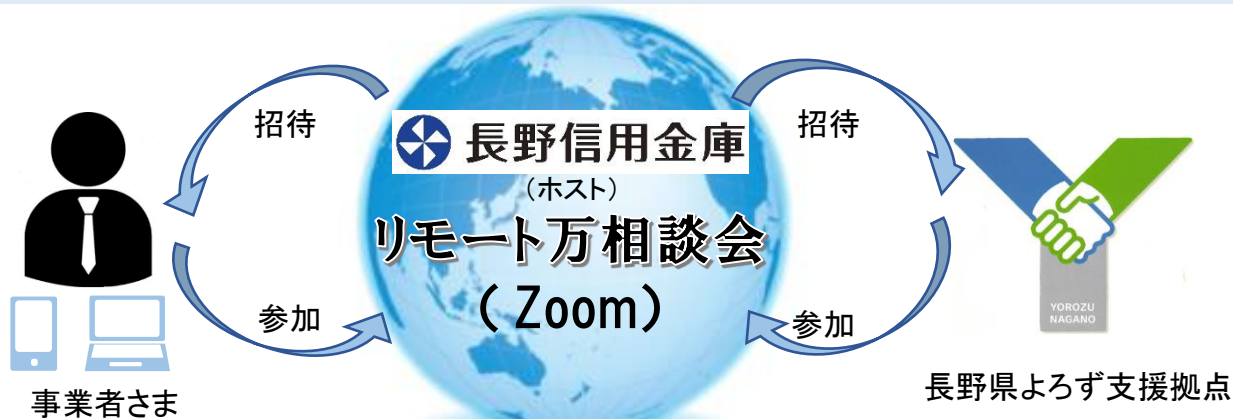 招待
招待
長野信用金庫
（ホスト）
リモート万相談会
（Zoom）
参加
参加
YOROZU
NAGANO
事業者さま
長野県よろず支援拠点